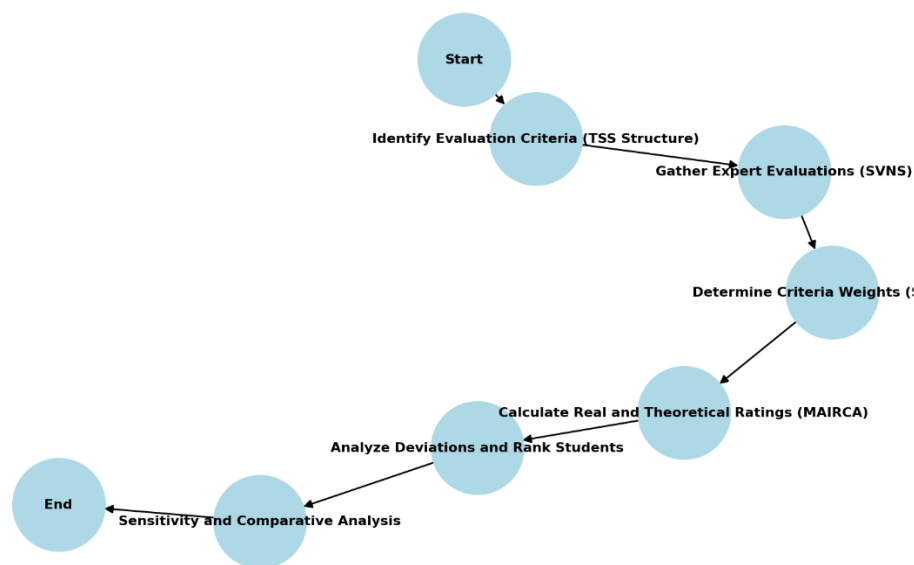 Start
Identify Evaluation Criteria (TSS Structure)
Gather Expert Evaluations (SVNS)
Determine Criteria Weights (S
Calculate Real and Theoretical Ratings (MAIRCA)
Analyze Deviations and Rank Students
Sensitivity and Comparative Analysis
End